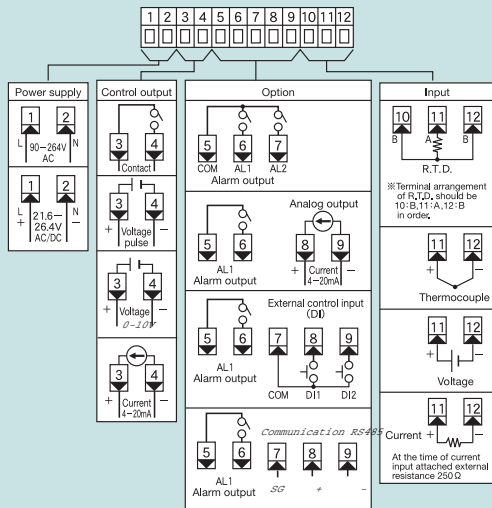 1 2 3 4 5 6 7 8 9 10 11 12
Power supply
1 2
L N
90-264V
AC
1 2
L N
+ -
21.6-
26.4V
AC/DC
Control output
3 4
Contact
3 4
+ -
Voltage
pulse
3 4
+ -
Voltage
0-10V
3 4
+ -
Current
4-20mA
Option
5 6 7
COM AL1 AL2
Alarm output
5 6
AL1
Alarm output
Analog output
8 9
+ -
Current
4-20mA
5 6
AL1
Alarm output
External control input
(DI)
7 8 9
COM DI1 DI2
5 6
AL1
Alarm output
Communication RS485
7 8 9
SG + -
Input
10 11 12
B A B
R.T.D.
※Terminal arrangement
of R.T.D. should be
10:B,11:A,12:B
in order.
11 12
+ -
Thermocouple
11 12
+ -
Voltage
11 12
Current + -
At the time of current
input attached external
resistance 250Ω